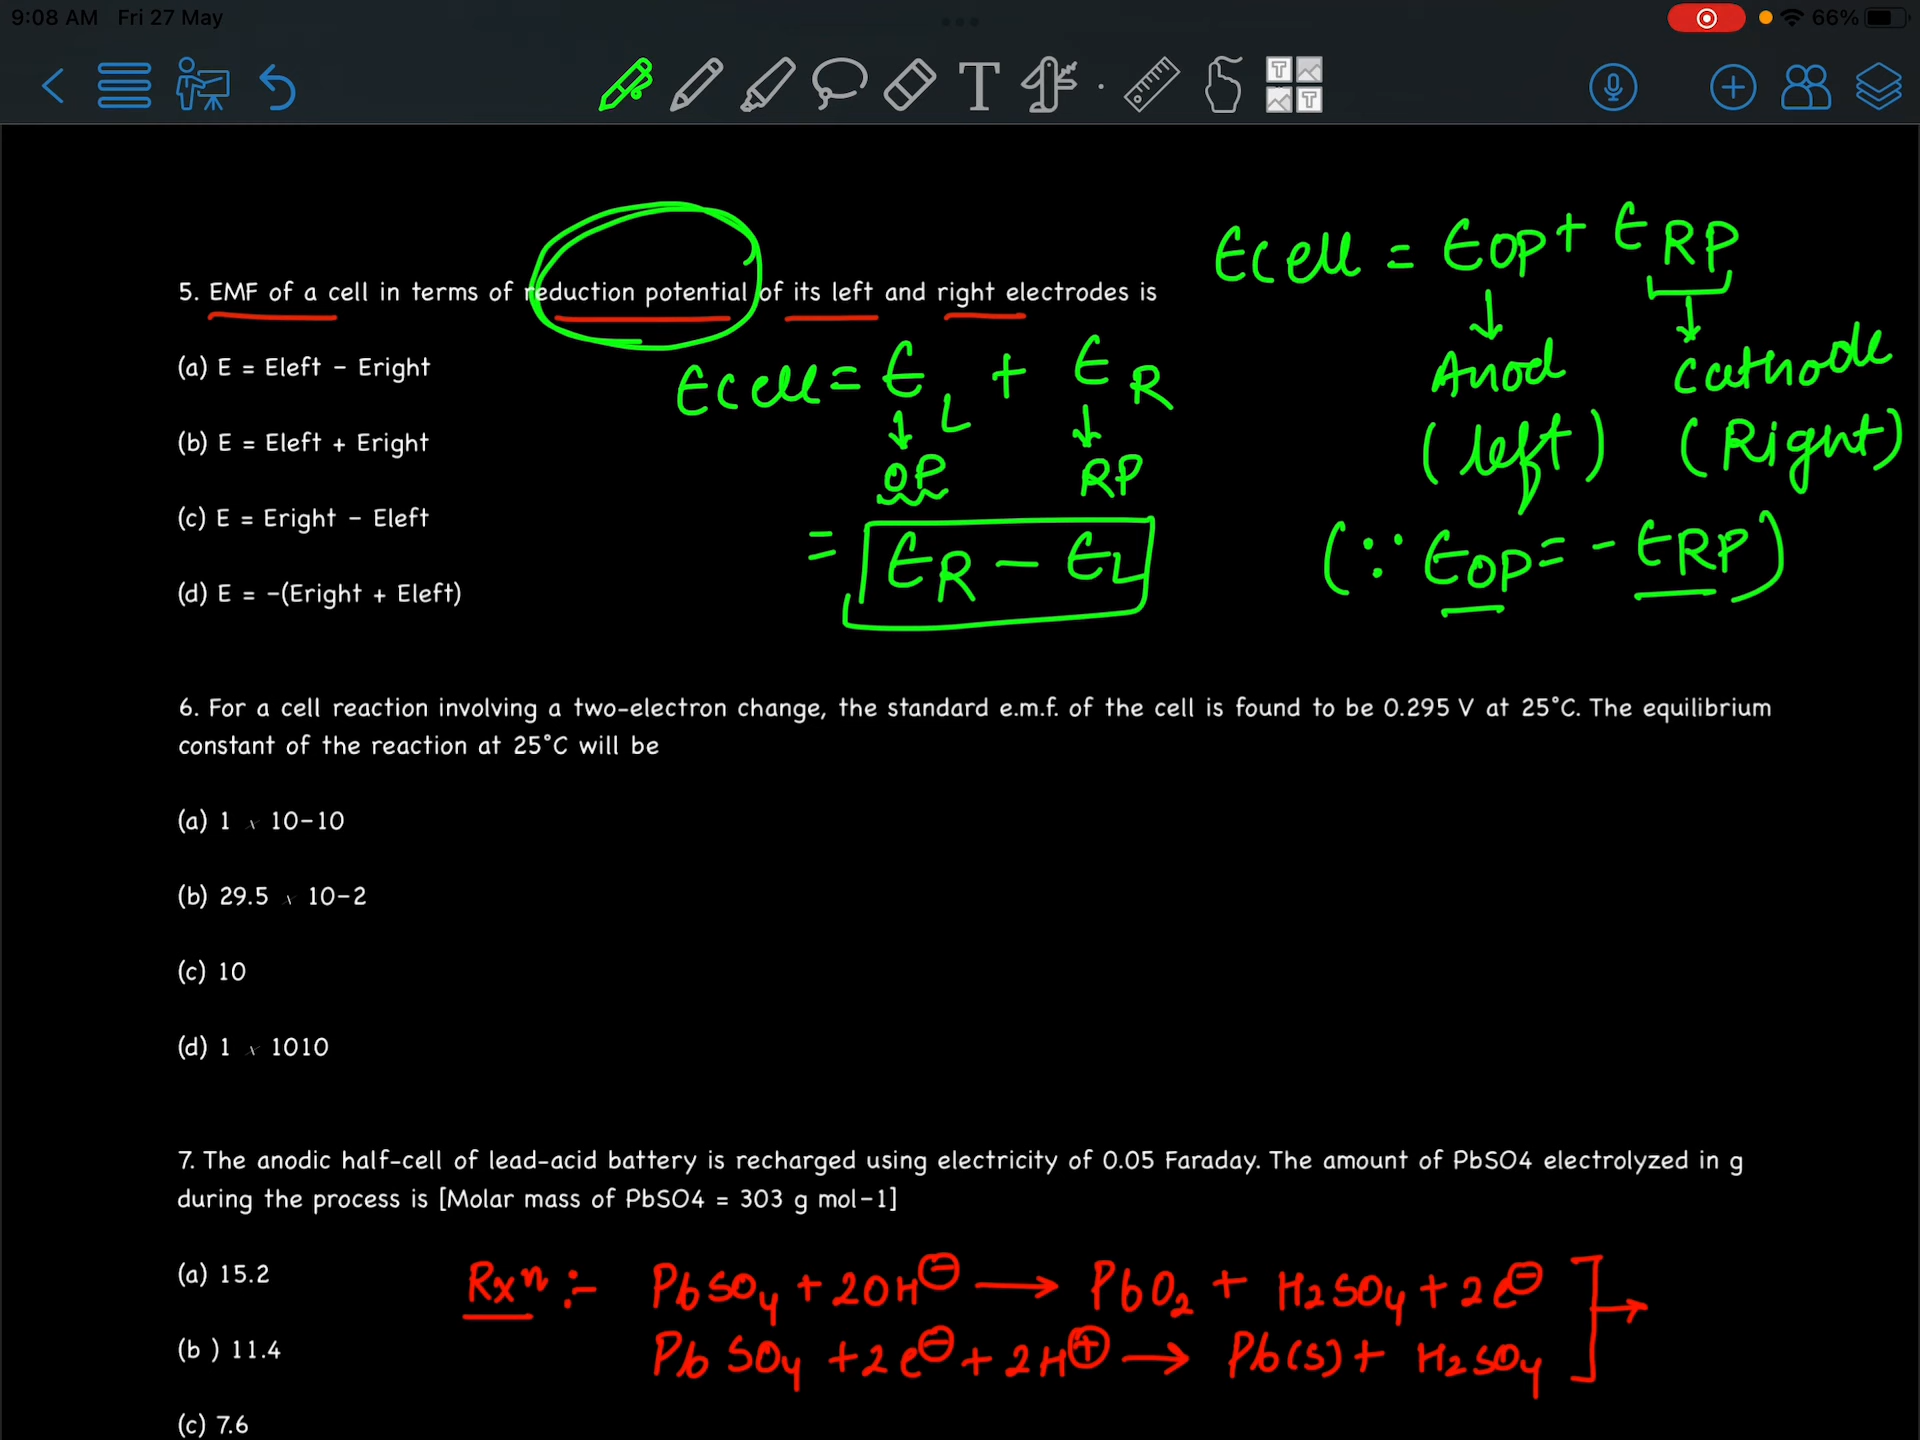 9:08 AM Fri 27 May
66%
T
Ecell = EOP + ERP
5. EMF of a cell in terms of reduction potential of its left and right electrodes is
Anod Cathode
(left) (Right)
(a) E = Eleft - Eright
Ecell = EL + ER
OP RP
(b) E = Eleft + Eright
(c) E = Eright - Eleft
= ER - EL
(∵ EOP = - ERP)
(d) E = -(Eright + Eleft)
6. For a cell reaction involving a two-electron change, the standard e.m.f. of the cell is found to be 0.295 V at 25°C. The equilibrium
constant of the reaction at 25°C will be
(a) 1 × 10-10
(b) 29.5 × 10-2
(c) 10
(d) 1 × 1010
7. The anodic half-cell of lead-acid battery is recharged using electricity of 0.05 Faraday. The amount of PbSO4 electrolyzed in g
during the process is [Molar mass of PbSO4 = 303 g mol-1]
(a) 15.2
Rxn :- PbSO4 + 2OH⊖ → PbO2 + H2SO4 + 2e⊖
(b ) 11.4
PbSO4 + 2e⊖ + 2H⊕ → Pb(s) + H2SO4
(c) 7.6